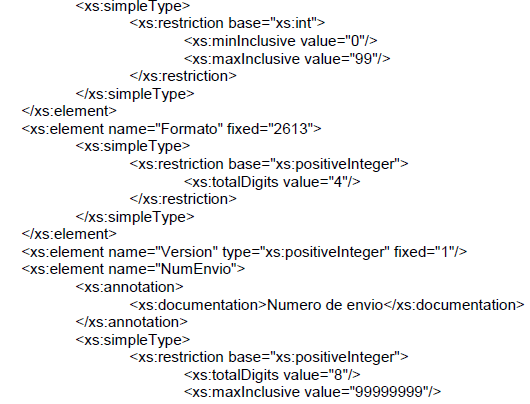 <xs:simpleType>
<xs:restriction base="xs:int">
<xs:minInclusive value="0"/>
<xs:maxInclusive value="99"/>
</xs:restriction>
</xs:simpleType>
</xs:element>
<xs:element name="Formato" fixed="2613">
<xs:simpleType>
<xs:restriction base="xs:positiveInteger">
<xs:totalDigits value="4"/>
</xs:restriction>
</xs:simpleType>
</xs:element>
<xs:element name="Version" type="xs:positiveInteger" fixed="1"/>
<xs:element name="NumEnvio">
<xs:annotation>
<xs:documentation>Numero de envio</xs:documentation>
</xs:annotation>
<xs:simpleType>
<xs:restriction base="xs:positiveInteger">
<xs:totalDigits value="8"/>
<xs:maxInclusive value="99999999"/>